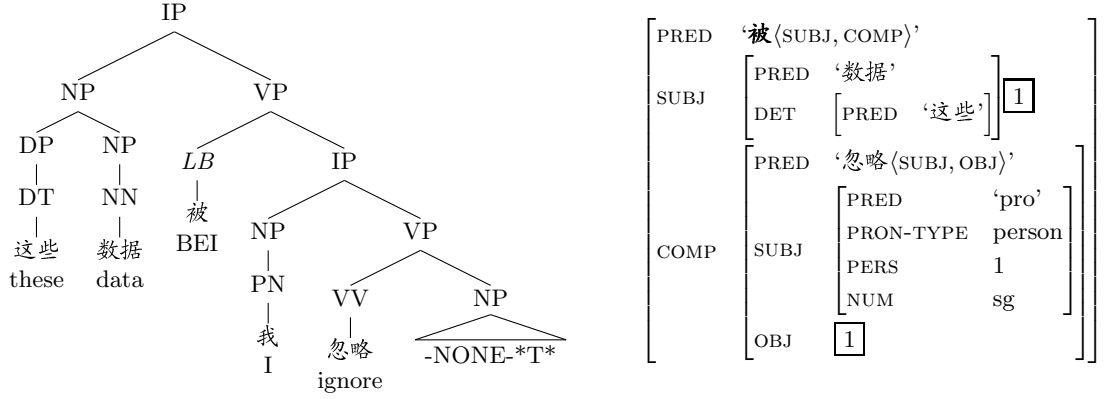 IP
NP VP
DP NP LB IP
DT NN 被 NP VP
这些 数据 BEI PN VV NP
these data 我 忽略 -NONE-*T*
I ignore
PRED ‘被⟨SUBJ, COMP⟩’
SUBJ PRED ‘数据’
DET PRED ‘这些’ 1
COMP PRED ‘忽略⟨SUBJ, OBJ⟩’
SUBJ PRED ‘pro’
PRON-TYPE person
PERS 1
NUM sg
OBJ 1